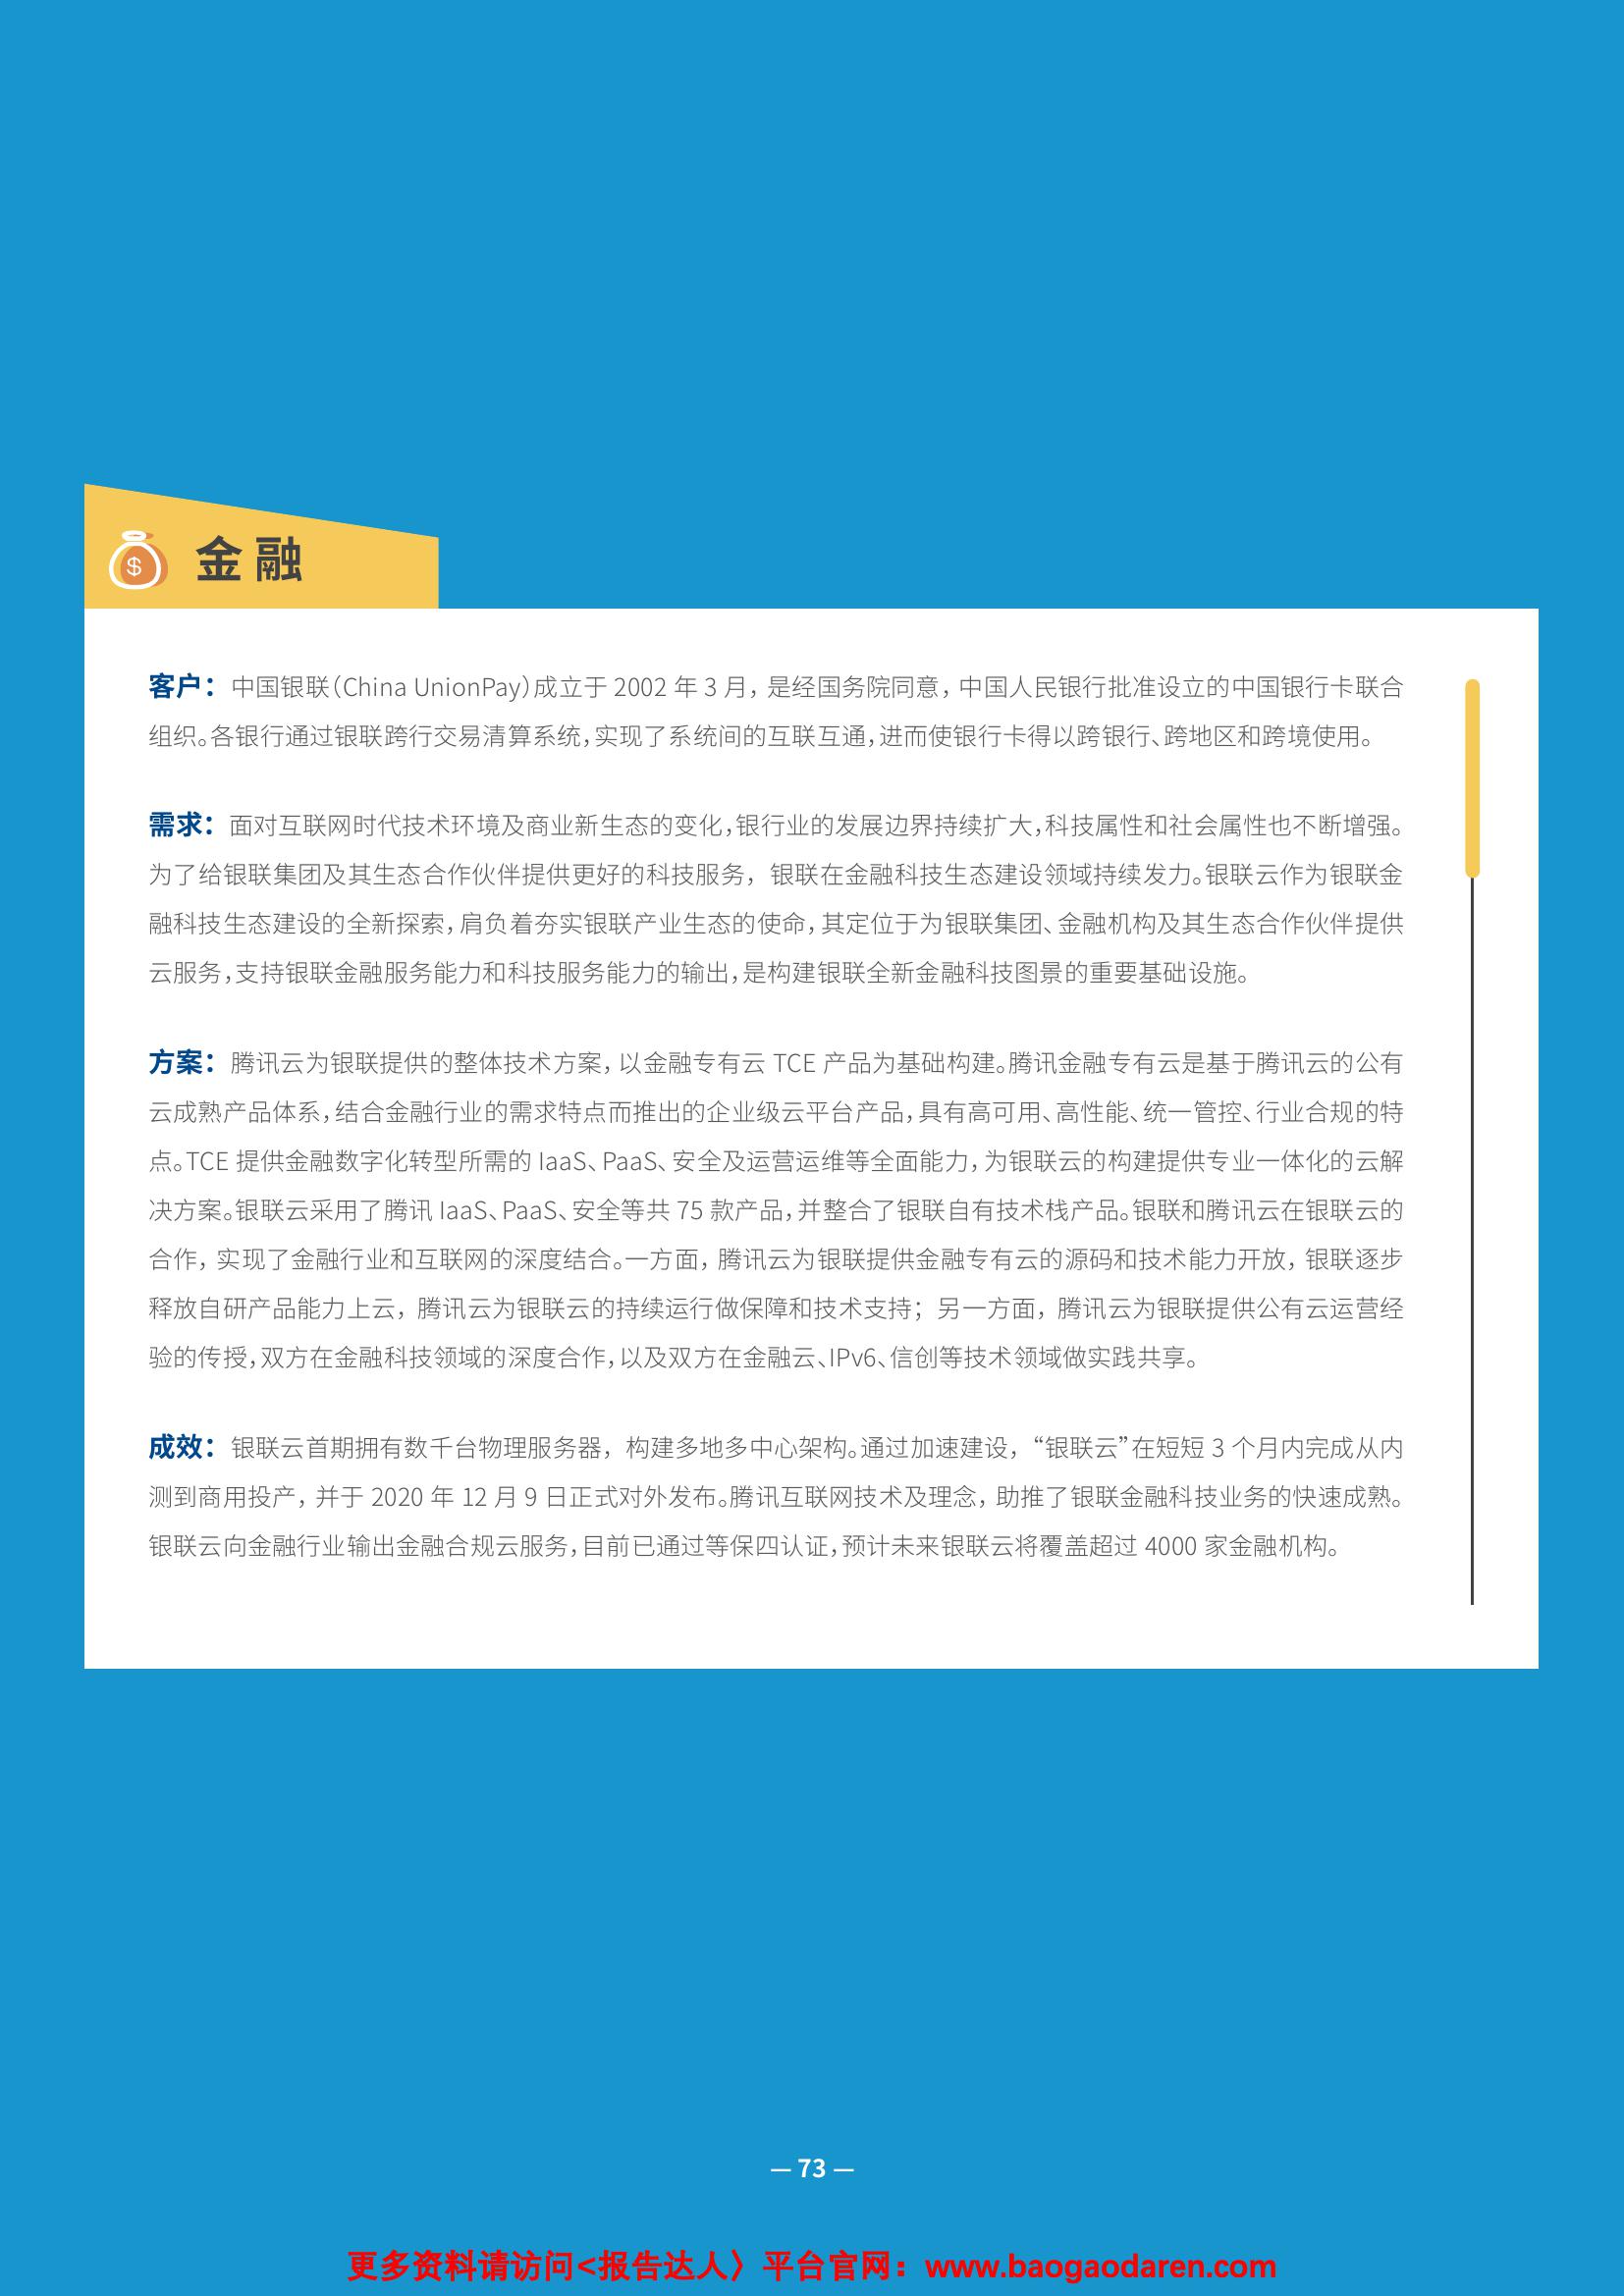 $
金融
客户：中国银联（China UnionPay）成立于 2002 年 3 月，是经国务院同意，中国人民银行批准设立的中国银行卡联合
组织。各银行通过银联跨行交易清算系统，实现了系统间的互联互通，进而使银行卡得以跨银行、跨地区和跨境使用。
需求：面对互联网时代技术环境及商业新生态的变化，银行业的发展边界持续扩大，科技属性和社会属性也不断增强。
为了给银联集团及其生态合作伙伴提供更好的科技服务，银联在金融科技生态建设领域持续发力。银联云作为银联金
融科技生态建设的全新探索，肩负着夯实银联产业生态的使命，其定位于为银联集团、金融机构及其生态合作伙伴提供
云服务，支持银联金融服务能力和科技服务能力的输出，是构建银联全新金融科技图景的重要基础设施。
方案：腾讯云为银联提供的整体技术方案，以金融专有云 TCE 产品为基础构建。腾讯金融专有云是基于腾讯云的公有
云成熟产品体系，结合金融行业的需求特点而推出的企业级云平台产品，具有高可用、高性能、统一管控、行业合规的特
点。TCE 提供金融数字化转型所需的 IaaS、PaaS、安全及运营运维等全面能力，为银联云的构建提供专业一体化的云解
决方案。银联云采用了腾讯 IaaS、PaaS、安全等共 75 款产品，并整合了银联自有技术栈产品。银联和腾讯云在银联云的
合作，实现了金融行业和互联网的深度结合。一方面，腾讯云为银联提供金融专有云的源码和技术能力开放，银联逐步
释放自研产品能力上云，腾讯云为银联云的持续运行做保障和技术支持；另一方面，腾讯云为银联提供公有云运营经
验的传授，双方在金融科技领域的深度合作，以及双方在金融云、IPv6、信创等技术领域做实践共享。
成效：银联云首期拥有数千台物理服务器，构建多地多中心架构。通过加速建设，“银联云”在短短 3 个月内完成从内
测到商用投产，并于 2020 年 12 月 9 日正式对外发布。腾讯互联网技术及理念，助推了银联金融科技业务的快速成熟。
银联云向金融行业输出金融合规云服务，目前已通过等保四认证，预计未来银联云将覆盖超过 4000 家金融机构。
— 73 —
更多资料请访问<报告达人〉平台官网：www.baogaodaren.com